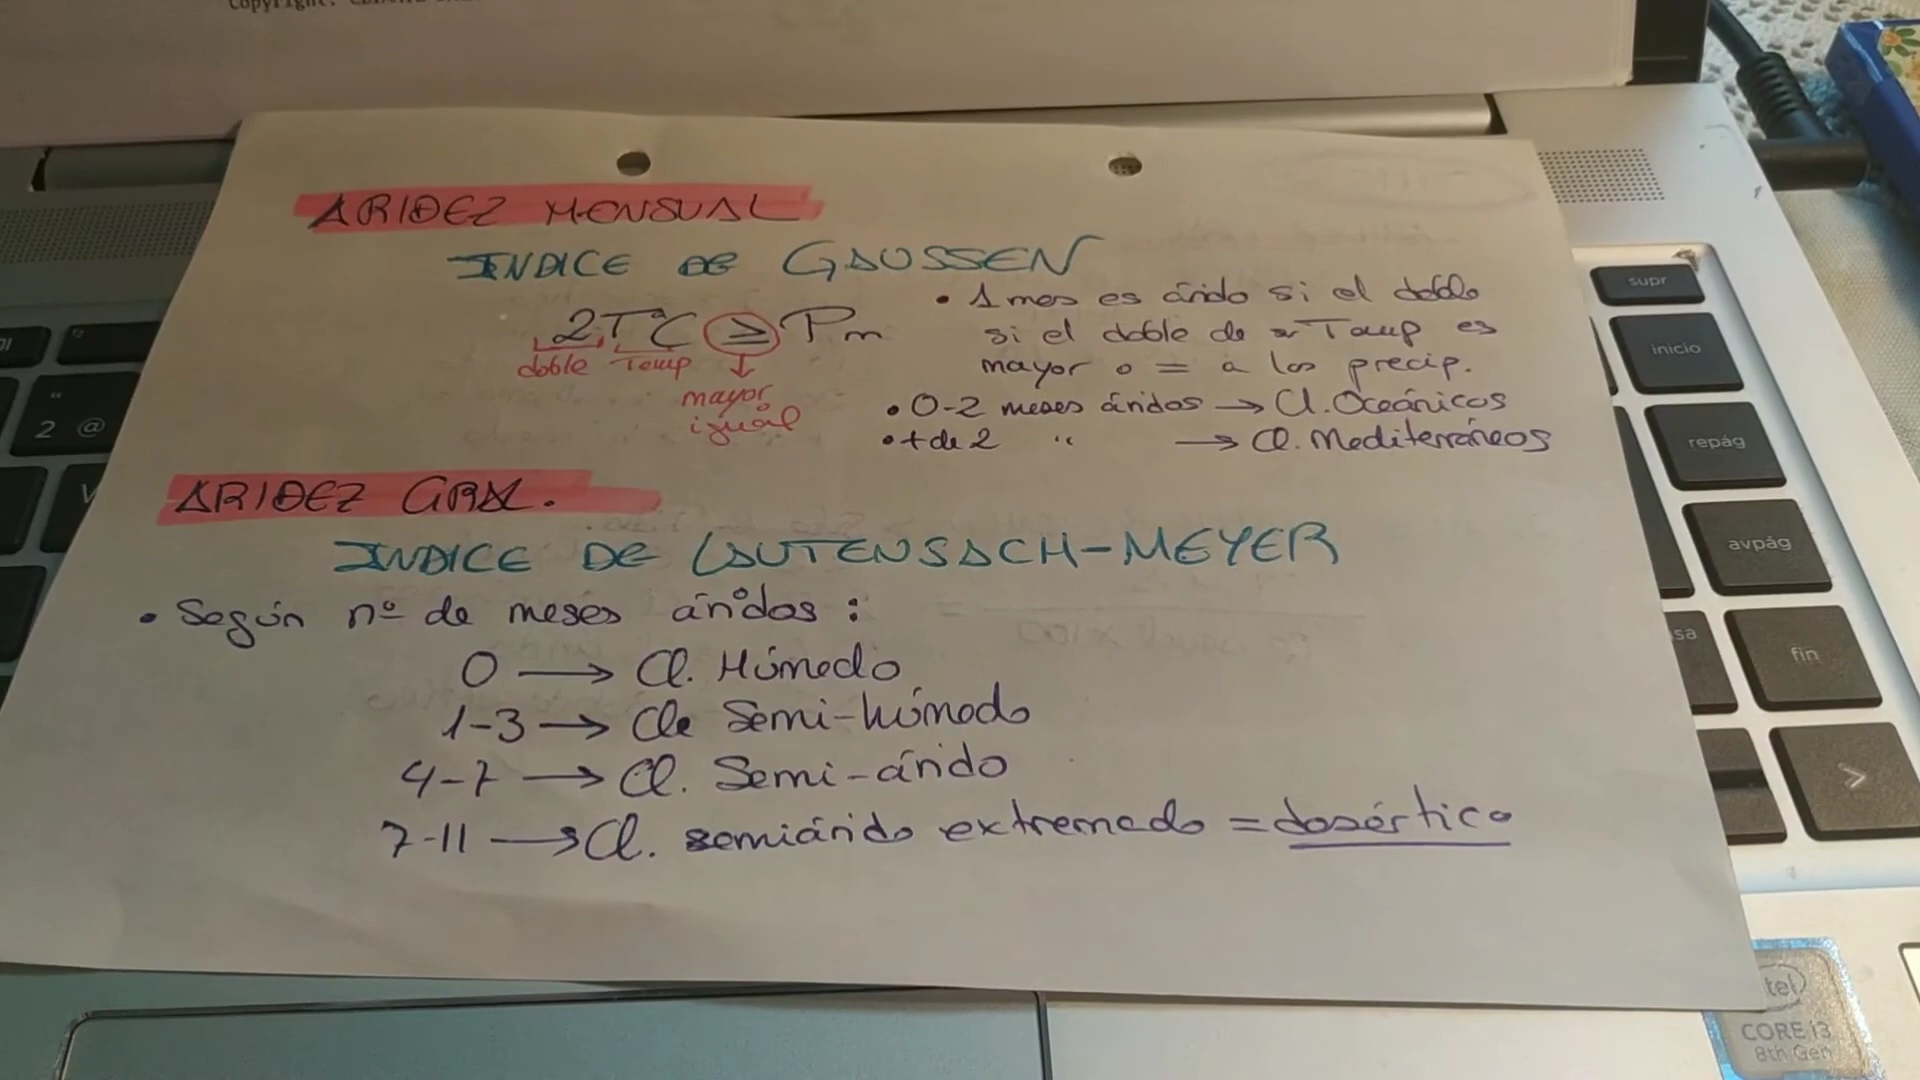 Copyright:
ARIDEZ MENSUAL
INDICE DE GAUSSEN
2TºC ≥ Pm
doble Temp
mayor
igual
• 1 mes es árido si el doble
si el doble de Temp es
mayor o = a las precip.
• 0-2 meses áridos → Cl. Oceánicos
• + de 2 " → Cl. Mediterráneos
ARIDEZ GRAL.
INDICE DE LAUTENSACH-MEYER
• Según nº de meses áridos:
0 → Cl. Húmedo
1-3 → Cl. Semi-húmedo
4-7 → Cl. Semi-árido
7-11 → Cl. semiárido extremado = desértico
supr
inicio
repág
avpág
fin
>
2 @
"
CORE i3
8th Gen